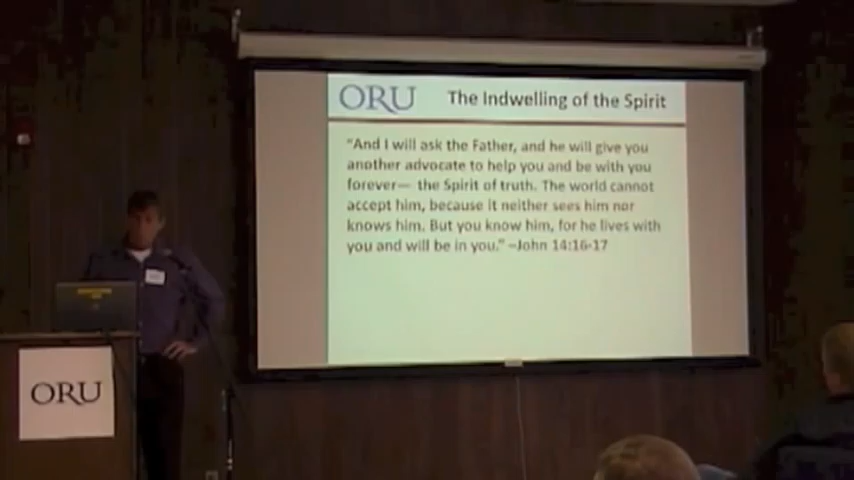 ORU
The Indwelling of the Spirit
"And I will ask the Father, and he will give you
another advocate to help you and be with you
forever— the Spirit of truth. The world cannot
accept him, because it neither sees him nor
knows him. But you know him, for he lives with
you and will be in you." –John 14:16-17
ORU